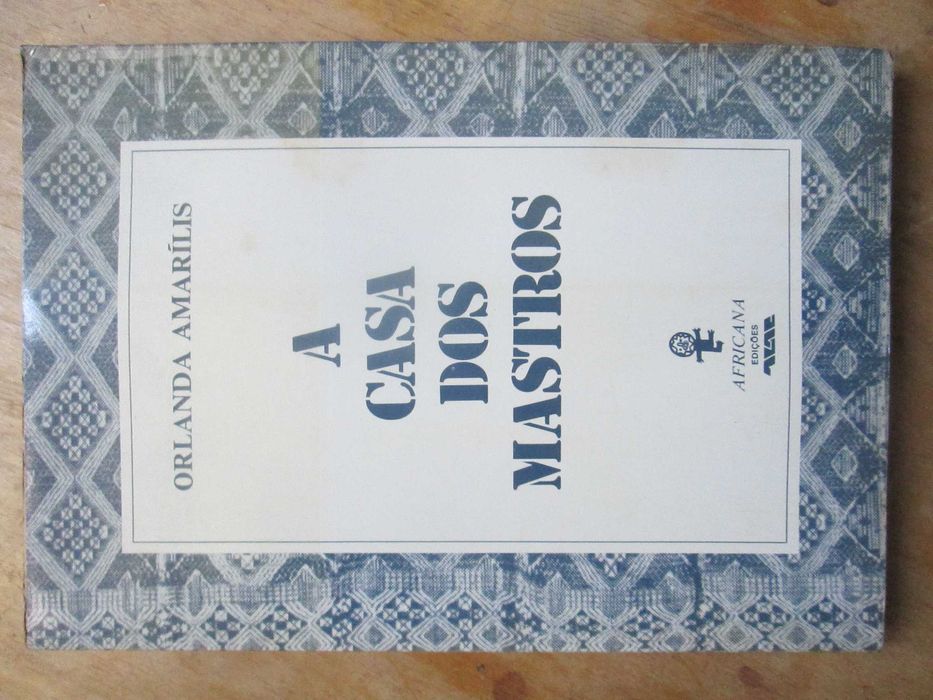 ORLANDA AMARÍLIS
A
CASA
DOS
MASTROS
AFRICANA
EDIÇÕES
ALAC